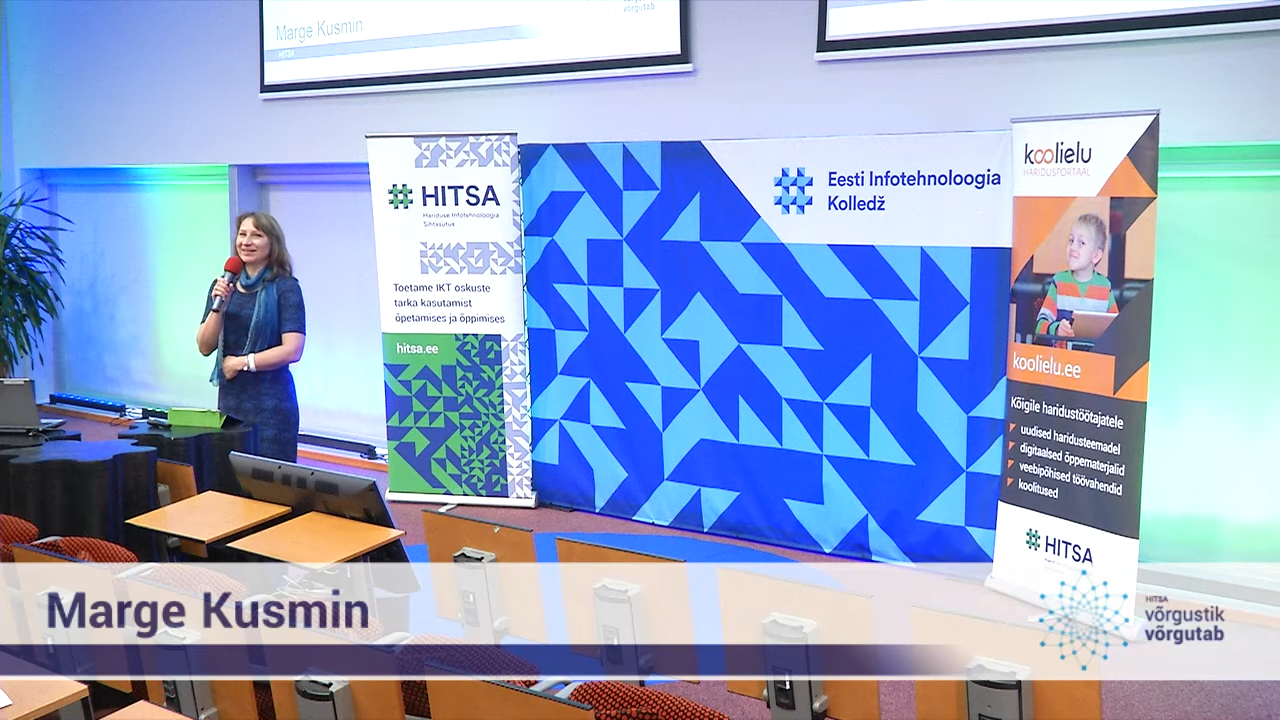 Marge Kusmin
HITSA
võrgutab
HITSA
Hariduse Infotehnoloogia
Sihtasutus
Toetame IKT oskuste
tarka kasutamist
õpetamises ja õppimises
hitsa.ee
Eesti Infotehnoloogia
Kolledž
koolielu
HARIDUSPORTAAL
koolielu.ee
Kõigile haridustöötajatele
uudised haridusteemadel
digitaalsed õppematerjalid
veebipõhised töövahendid
koolitused
HITSA
Marge Kusmin
HITSA
võrgustik
võrgutab